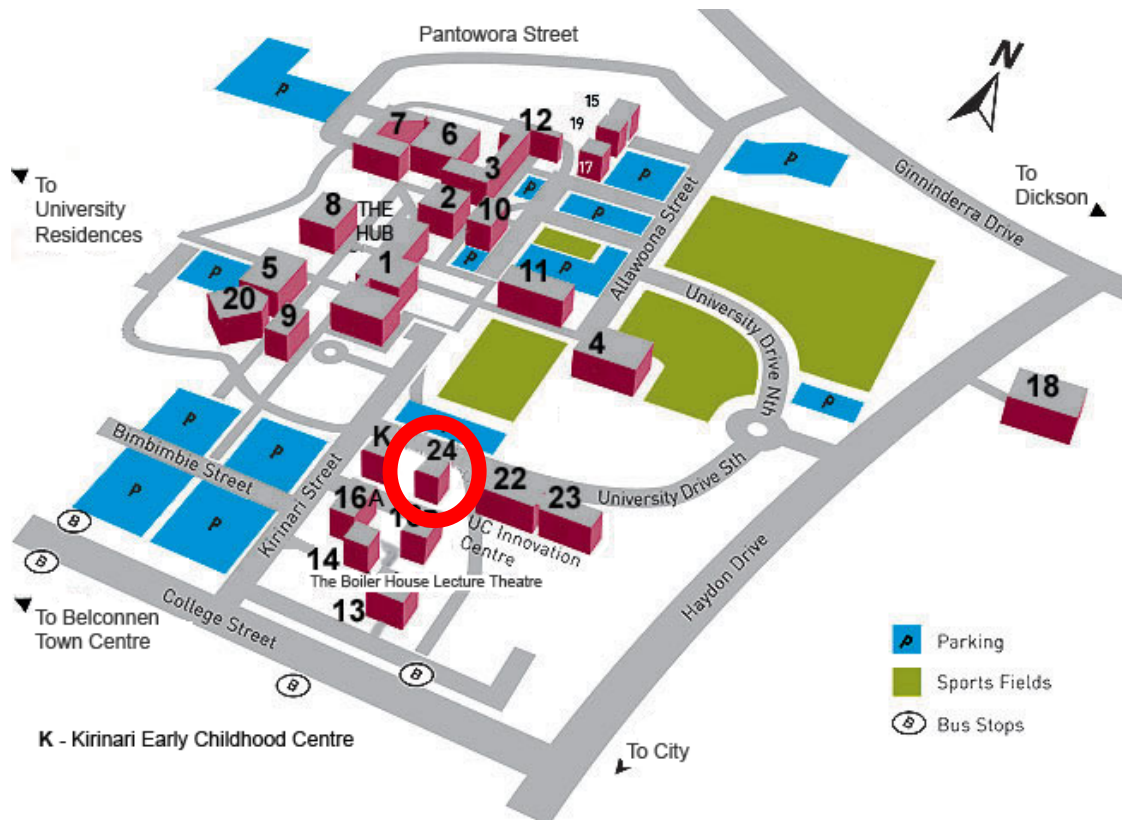 Pantowora Street
N
P
7
6
12
15
19
17
3
P
P
Ginninderra Drive
To
Dickson
To
University
Residences
8
THE
HUB
2
10
P
P
Allawoona Street
P
5
P
1
P
11
20
9
4
University Drive Nth
18
P
P
P
Bimbimbie Street
P
P
Kirinari Street
K
24
22
23
University Drive Sth
16A
UC Innovation
Centre
14
The Boiler House Lecture Theatre
13
B
B
B
B
College Street
Haydon Drive
To Belconnen
Town Centre
To City
P Parking
Sports Fields
B Bus Stops
K - Kirinari Early Childhood Centre